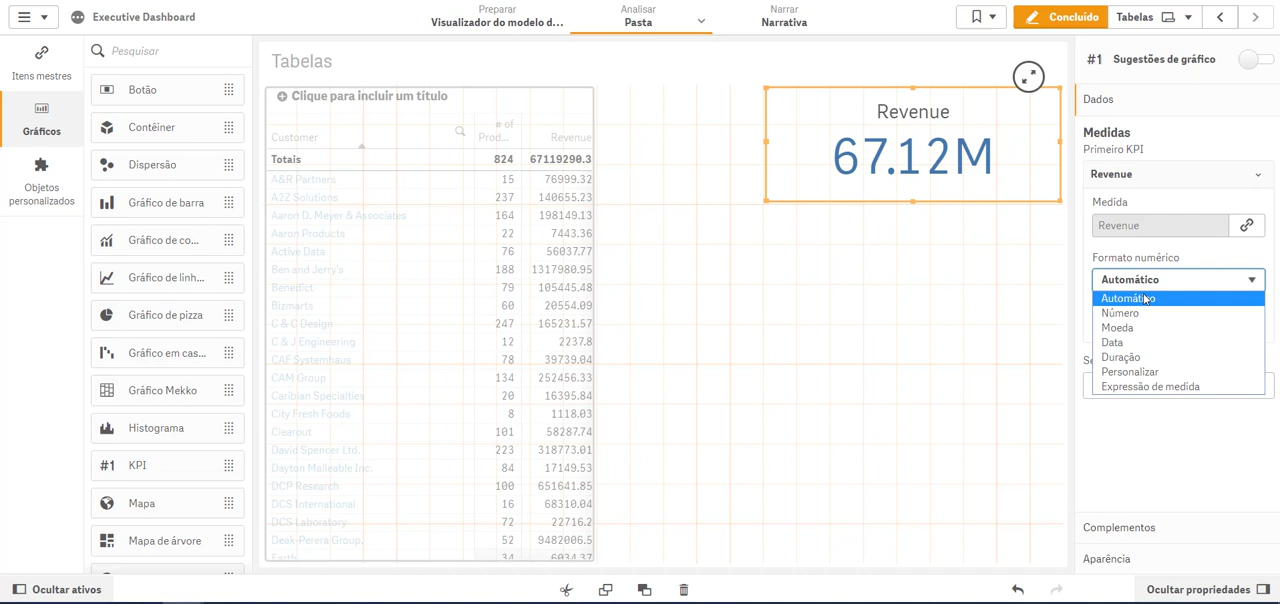 Executive Dashboard
Preparar
Visualizador do modelo d...
Analisar
Pasta
Narrar
Narrativa
Concluído
Tabelas
Itens mestres
Gráficos
Objetos
personalizados
Pesquisar
Botão
Contêiner
Dispersão
Gráfico de barra
Gráfico de co...
Gráfico de linh...
Gráfico de pizza
Gráfico em cas...
Gráfico Mekko
Histograma
#1 KPI
Mapa
Mapa de árvore
Tabelas
Clique para incluir um título
Customer # of Prod... Revenue
Totais 824 67119290.3
A&R Partners 15 76999.32
A2Z Solutions 237 140655.23
Aaron D. Meyer & Associates 164 198149.13
Aaron Products 22 7443.36
Active Data 76 56037.77
Ben and Jerry's 188 1317980.95
Benedict 79 105445.48
Bizmarts 60 20554.09
C & C Design 247 165231.57
C & J Engineering 12 2237.8
CAF Systemhaus 78 39739.04
CAM Group 134 252456.33
Caribian Specialties 20 16395.84
City Fresh Foods 8 1118.03
Clearout 101 58287.74
David Spencer Ltd. 223 318773.01
Dayton Malleable Inc. 84 17149.53
DCP Research 100 651641.85
DCS International 16 68310.04
DCS Laboratory 72 22716.2
Deak-Perera Group. 52 9482006.5
Earth 34 6034.37
Revenue
67.12M
#1 Sugestões de gráfico
Dados
Medidas
Primeiro KPI
Revenue
Medida
Revenue
Formato numérico
Automático
Automático
Número
Moeda
Data
Duração
Personalizar
Expressão de medida
Complementos
Aparência
Ocultar ativos
Ocultar propriedades